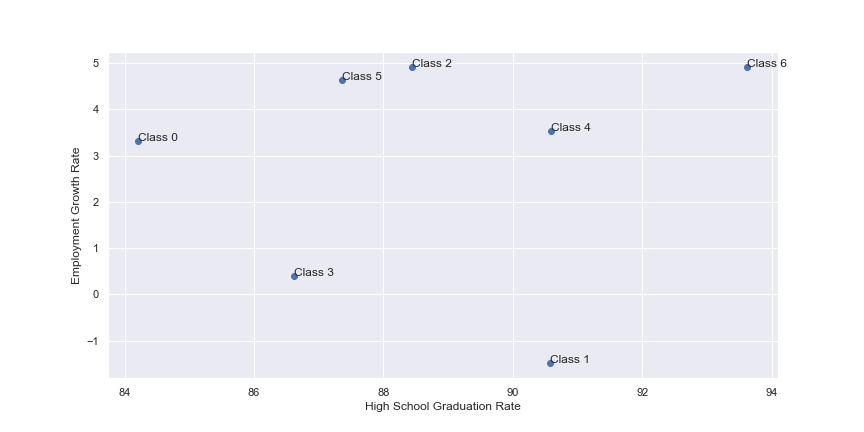 5
Class 5
Class 2
Class 6
4
Class 0
Class 4
3
2
1
Class 3
0
−1
Class 1
Employment Growth Rate
84
86
88
90
92
94
High School Graduation Rate